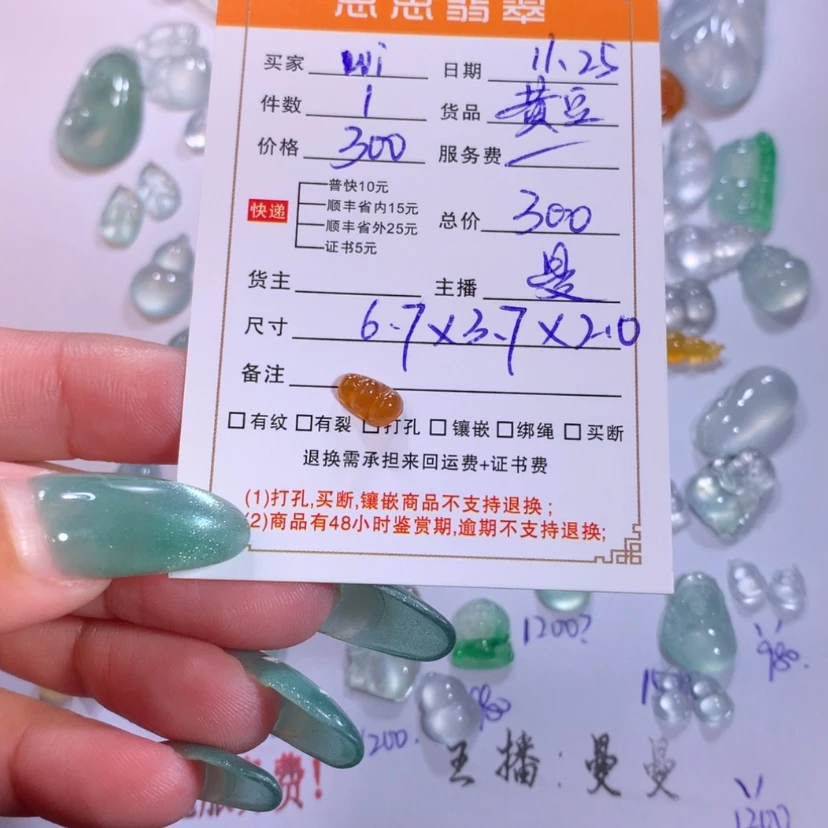 翡翠
买家 日期 11.25
件数 1 货品 黄豆
价格 300 服务费 /
快递
普快10元
顺丰省内15元
顺丰省外25元
证书5元
总价 300
货主 主播 曼
尺寸 6.7×3.7×2.0
备注
□有纹 □有裂 □打孔 □镶嵌 □绑绳 □买断
退换需承担来回运费+证书费
(1)打孔,买断,镶嵌商品不支持退换;
(2)商品有48小时鉴赏期,逾期不支持退换;
1200?
980.
1200.
主播:曼曼
费!
1200